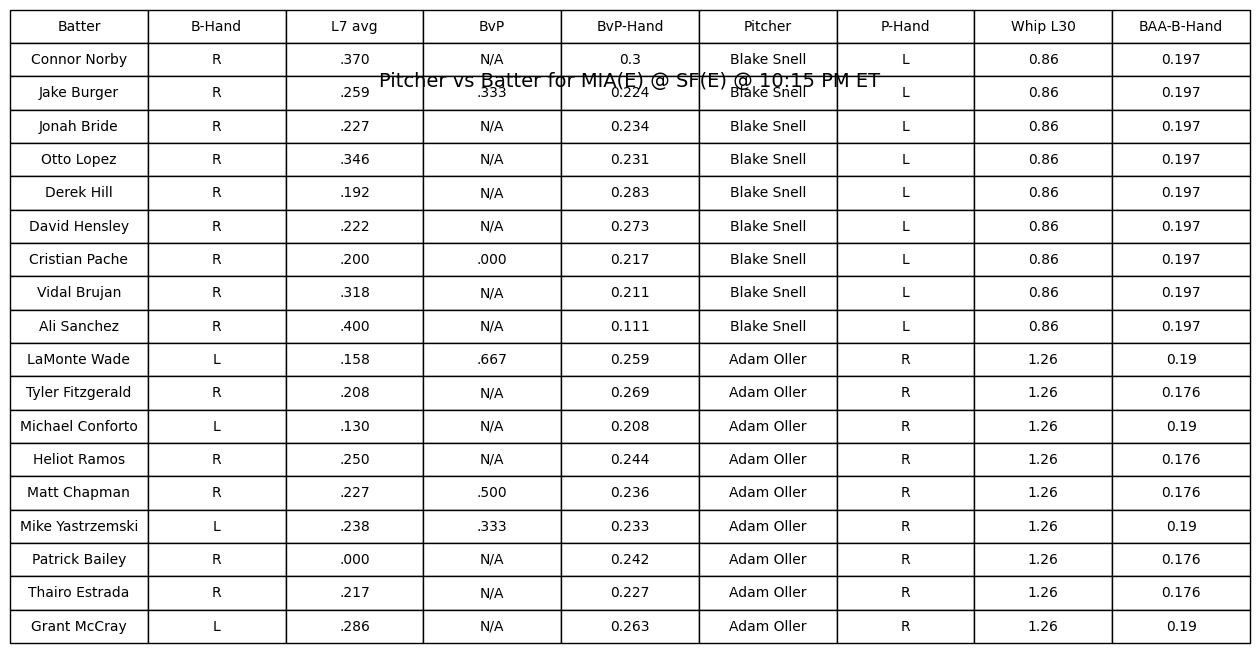 Batter B-Hand L7 avg BvP BvP-Hand Pitcher P-Hand Whip L30 BAA-B-Hand
Connor Norby R .370 N/A 0.3 Blake Snell L 0.86 0.197
Pitcher vs Batter for MIA(E) @ SF(E) @ 10:15 PM ET
Jake Burger R .259 .333 0.224 Blake Snell L 0.86 0.197
Jonah Bride R .227 N/A 0.234 Blake Snell L 0.86 0.197
Otto Lopez R .346 N/A 0.231 Blake Snell L 0.86 0.197
Derek Hill R .192 N/A 0.283 Blake Snell L 0.86 0.197
David Hensley R .222 N/A 0.273 Blake Snell L 0.86 0.197
Cristian Pache R .200 .000 0.217 Blake Snell L 0.86 0.197
Vidal Brujan R .318 N/A 0.211 Blake Snell L 0.86 0.197
Ali Sanchez R .400 N/A 0.111 Blake Snell L 0.86 0.197
LaMonte Wade L .158 .667 0.259 Adam Oller R 1.26 0.19
Tyler Fitzgerald R .208 N/A 0.269 Adam Oller R 1.26 0.176
Michael Conforto L .130 N/A 0.208 Adam Oller R 1.26 0.19
Heliot Ramos R .250 N/A 0.244 Adam Oller R 1.26 0.176
Matt Chapman R .227 .500 0.236 Adam Oller R 1.26 0.176
Mike Yastrzemski L .238 .333 0.233 Adam Oller R 1.26 0.19
Patrick Bailey R .000 N/A 0.242 Adam Oller R 1.26 0.176
Thairo Estrada R .217 N/A 0.227 Adam Oller R 1.26 0.176
Grant McCray L .286 N/A 0.263 Adam Oller R 1.26 0.19